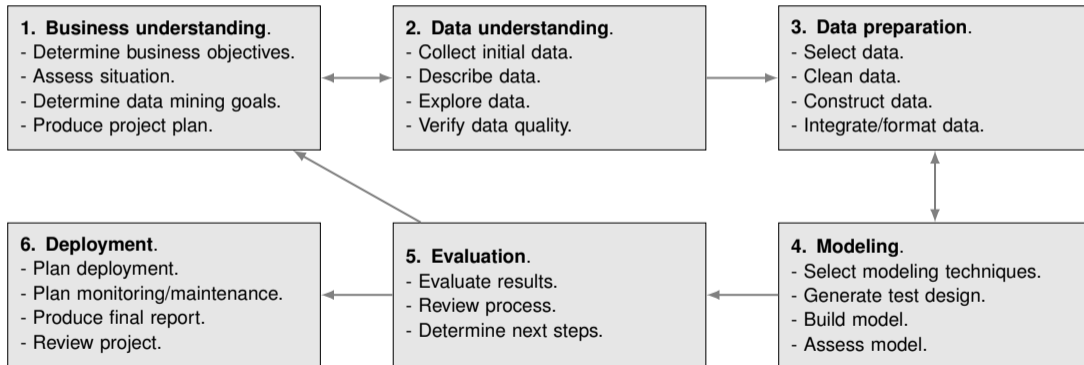 1. Business understanding.
- Determine business objectives.
- Assess situation.
- Determine data mining goals.
- Produce project plan.
2. Data understanding.
- Collect initial data.
- Describe data.
- Explore data.
- Verify data quality.
3. Data preparation.
- Select data.
- Clean data.
- Construct data.
- Integrate/format data.
6. Deployment.
- Plan deployment.
- Plan monitoring/maintenance.
- Produce final report.
- Review project.
5. Evaluation.
- Evaluate results.
- Review process.
- Determine next steps.
4. Modeling.
- Select modeling techniques.
- Generate test design.
- Build model.
- Assess model.